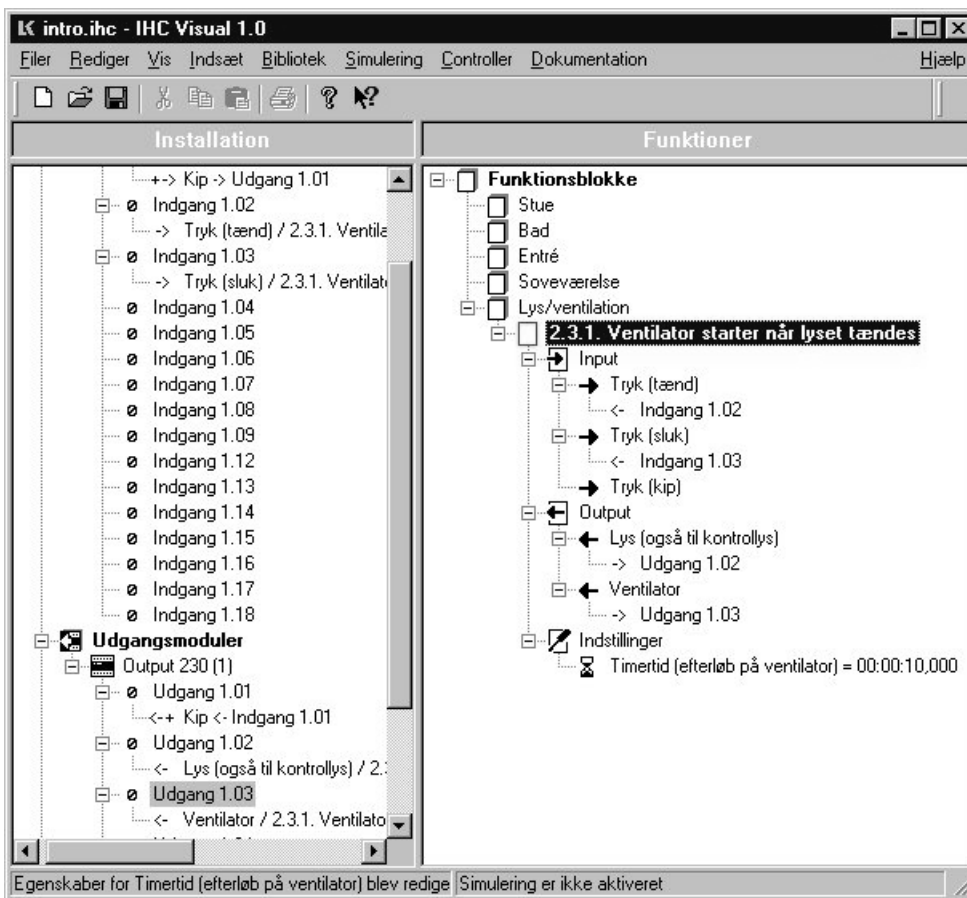 intro.ihc - IHC Visual 1.0
Filer Rediger Vis Indsæt Bibliotek Simulering Controller Dokumentation Hjælp
Installation
+-> Kip -> Udgang 1.01
Indgang 1.02
-> Tryk (tænd) / 2.3.1. Ventila
Indgang 1.03
-> Tryk (sluk) / 2.3.1. Ventilat
Indgang 1.04
Indgang 1.05
Indgang 1.06
Indgang 1.07
Indgang 1.08
Indgang 1.09
Indgang 1.12
Indgang 1.13
Indgang 1.14
Indgang 1.15
Indgang 1.16
Indgang 1.17
Indgang 1.18
Udgangsmoduler
Output 230 (1)
Udgang 1.01
<-+ Kip <- Indgang 1.01
Udgang 1.02
<- Lys (også til kontrollys) / 2.
Udgang 1.03
<- Ventilator / 2.3.1. Ventilato
Funktioner
Funktionsblokke
Stue
Bad
Entré
Soveværelse
Lys/ventilation
2.3.1. Ventilator starter når lyset tændes
Input
Tryk (tænd)
<- Indgang 1.02
Tryk (sluk)
<- Indgang 1.03
Tryk (kip)
Output
Lys (også til kontrollys)
-> Udgang 1.02
Ventilator
-> Udgang 1.03
Indstillinger
Timertid (efterløb på ventilator) = 00:00:10,000
Egenskaber for Timertid (efterløb på ventilator) blev redige
Simulering er ikke aktiveret